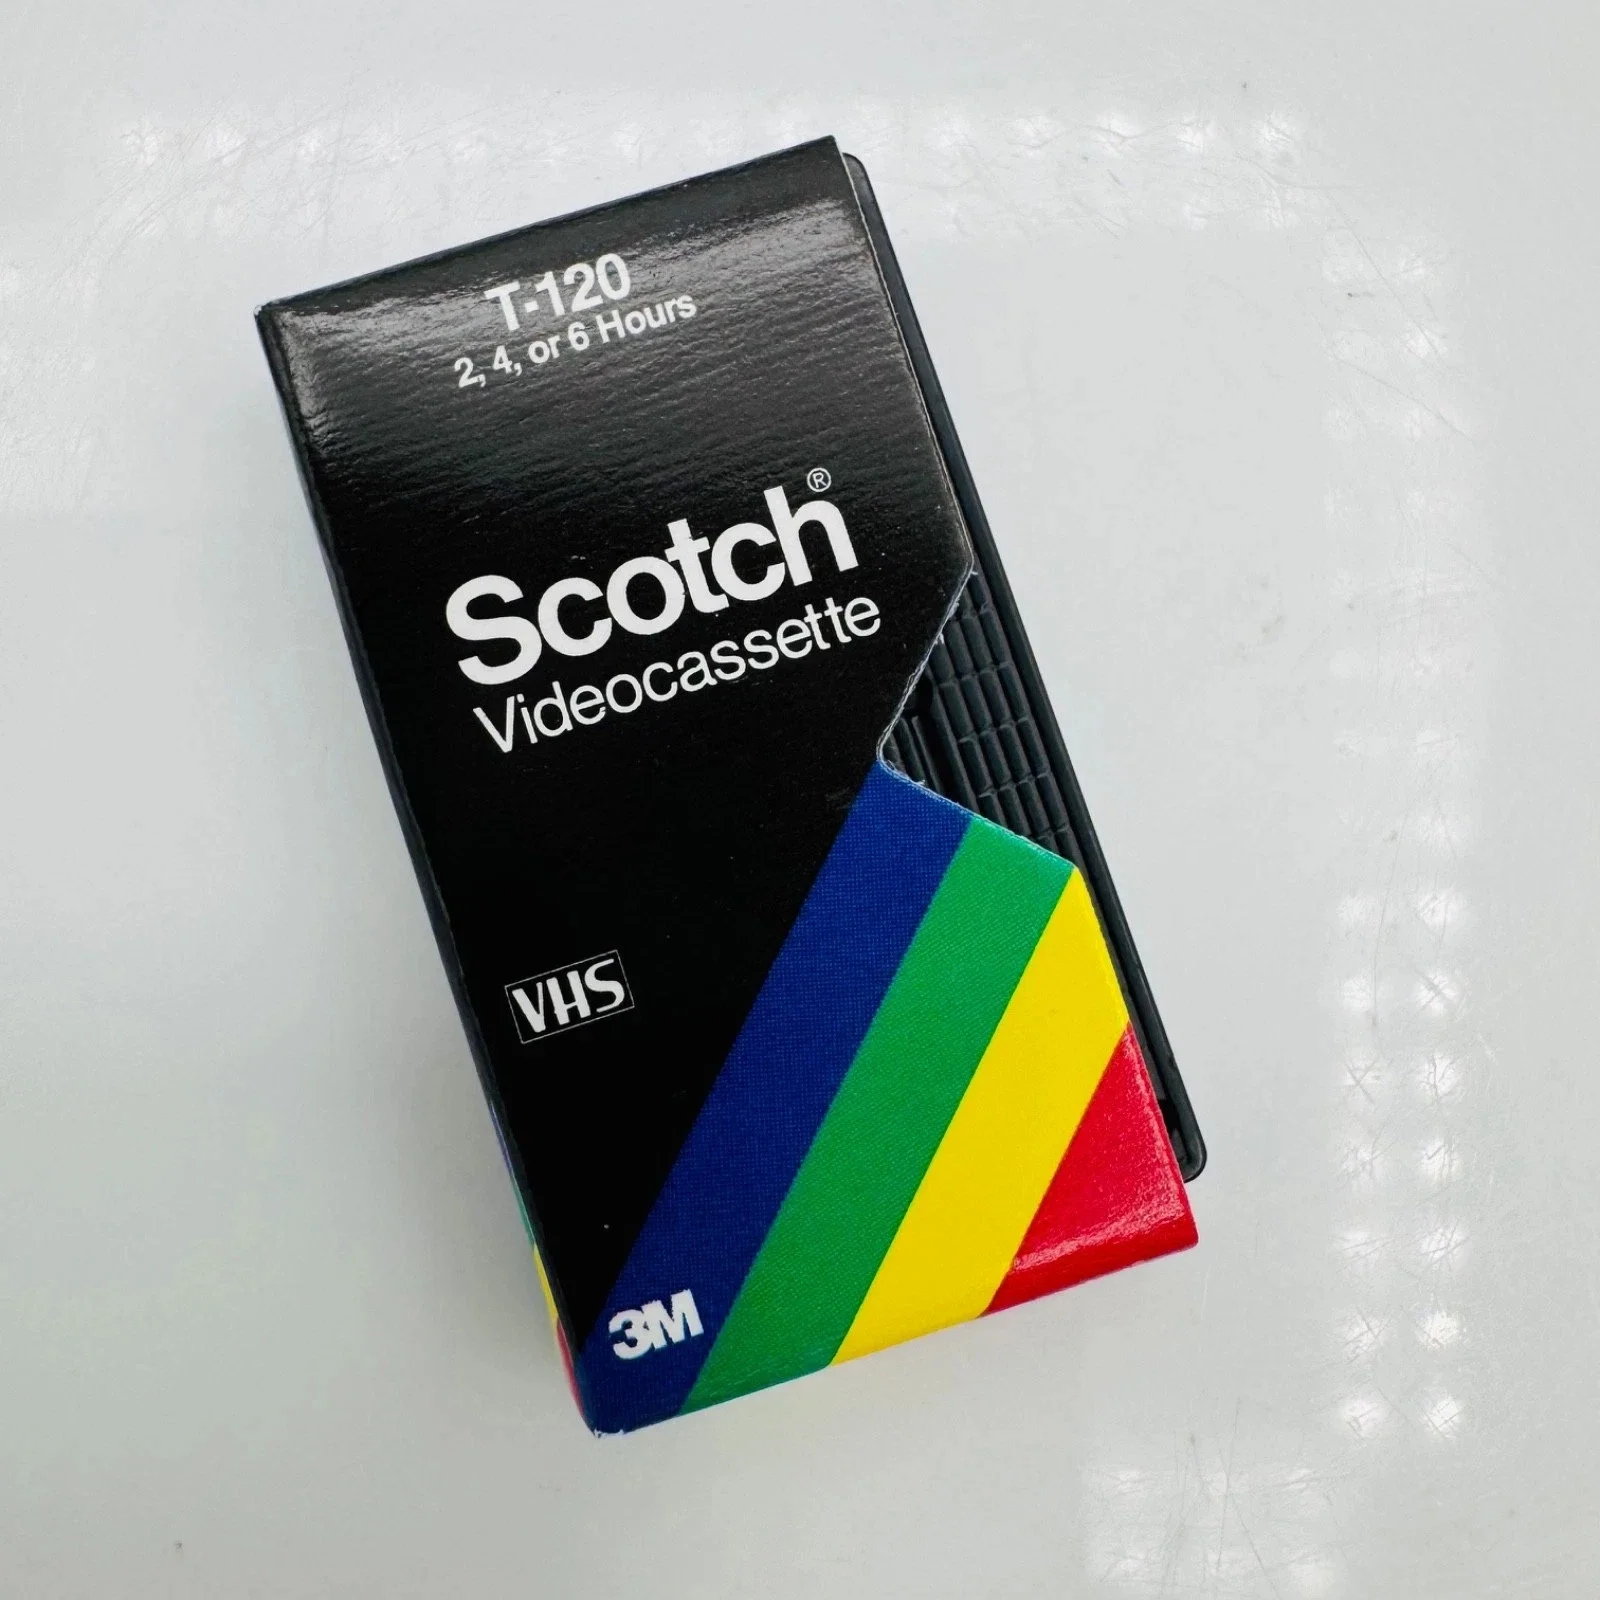 T-120
2, 4, or 6 Hours
Scotch®
Videocassette
VHS
3M